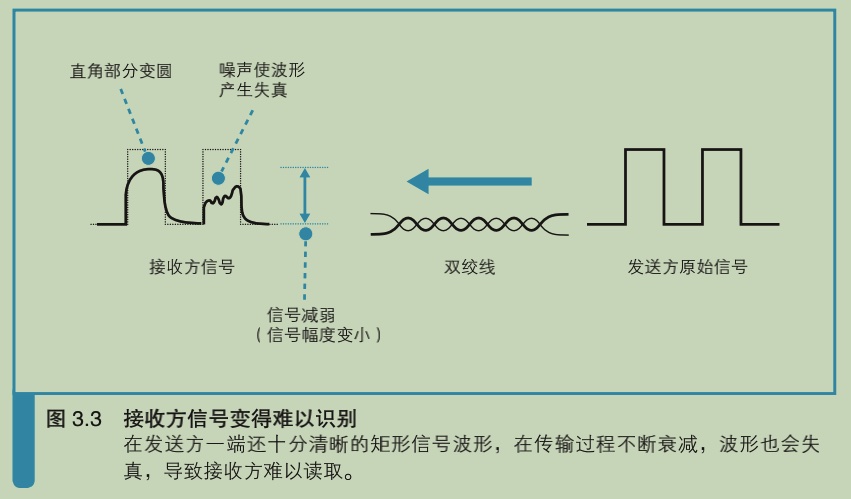 直角部分变圆
噪声使波形
产生失真
接收方信号
双绞线
发送方原始信号
信号减弱
（信号幅度变小）
图 3.3 接收方信号变得难以识别
在发送方一端还十分清晰的矩形信号波形，在传输过程不断衰减，波形也会失
真，导致接收方难以读取。